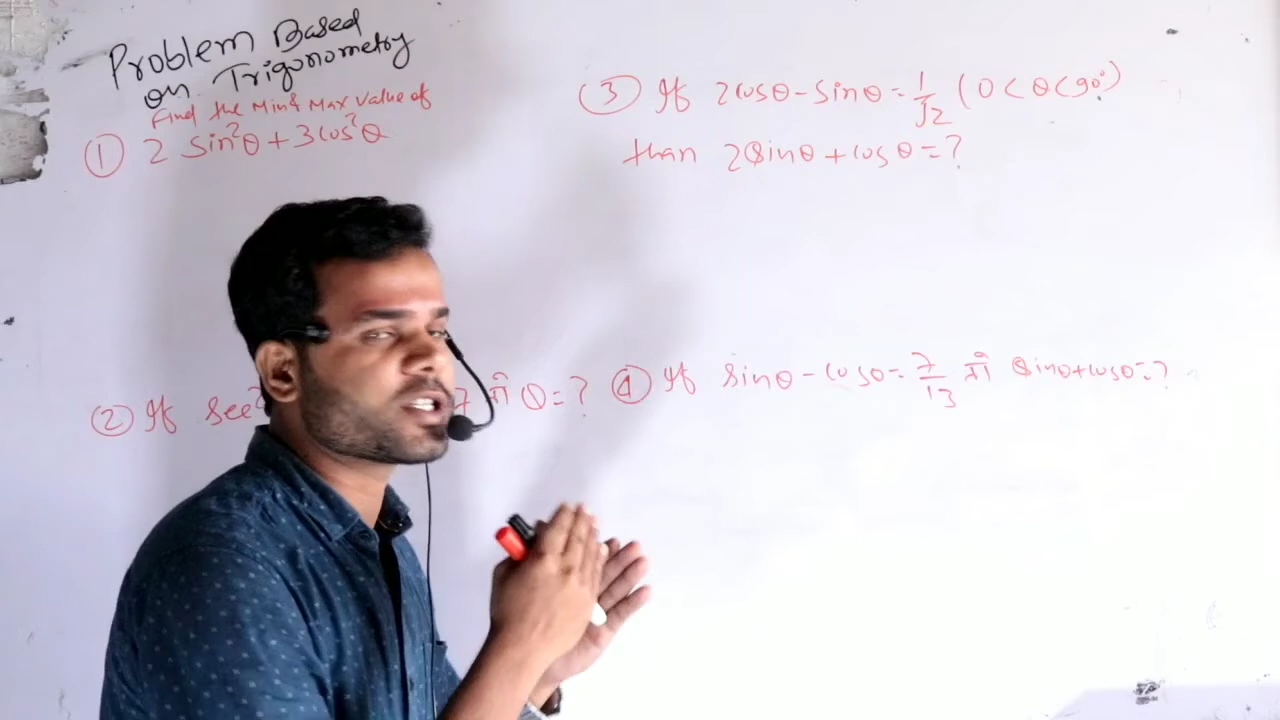 Problem Based
on Trigonometry
Find the Min & Max value of
① 2 sin²θ + 3cos²θ
② If sec² 7 तो θ = ?
③ If 2cosθ - sinθ = 1/√2 (0 < θ < 90°)
than 2sinθ + cosθ = ?
④ If sinθ - cosθ = 7/13 तो sinθ + cosθ = ?